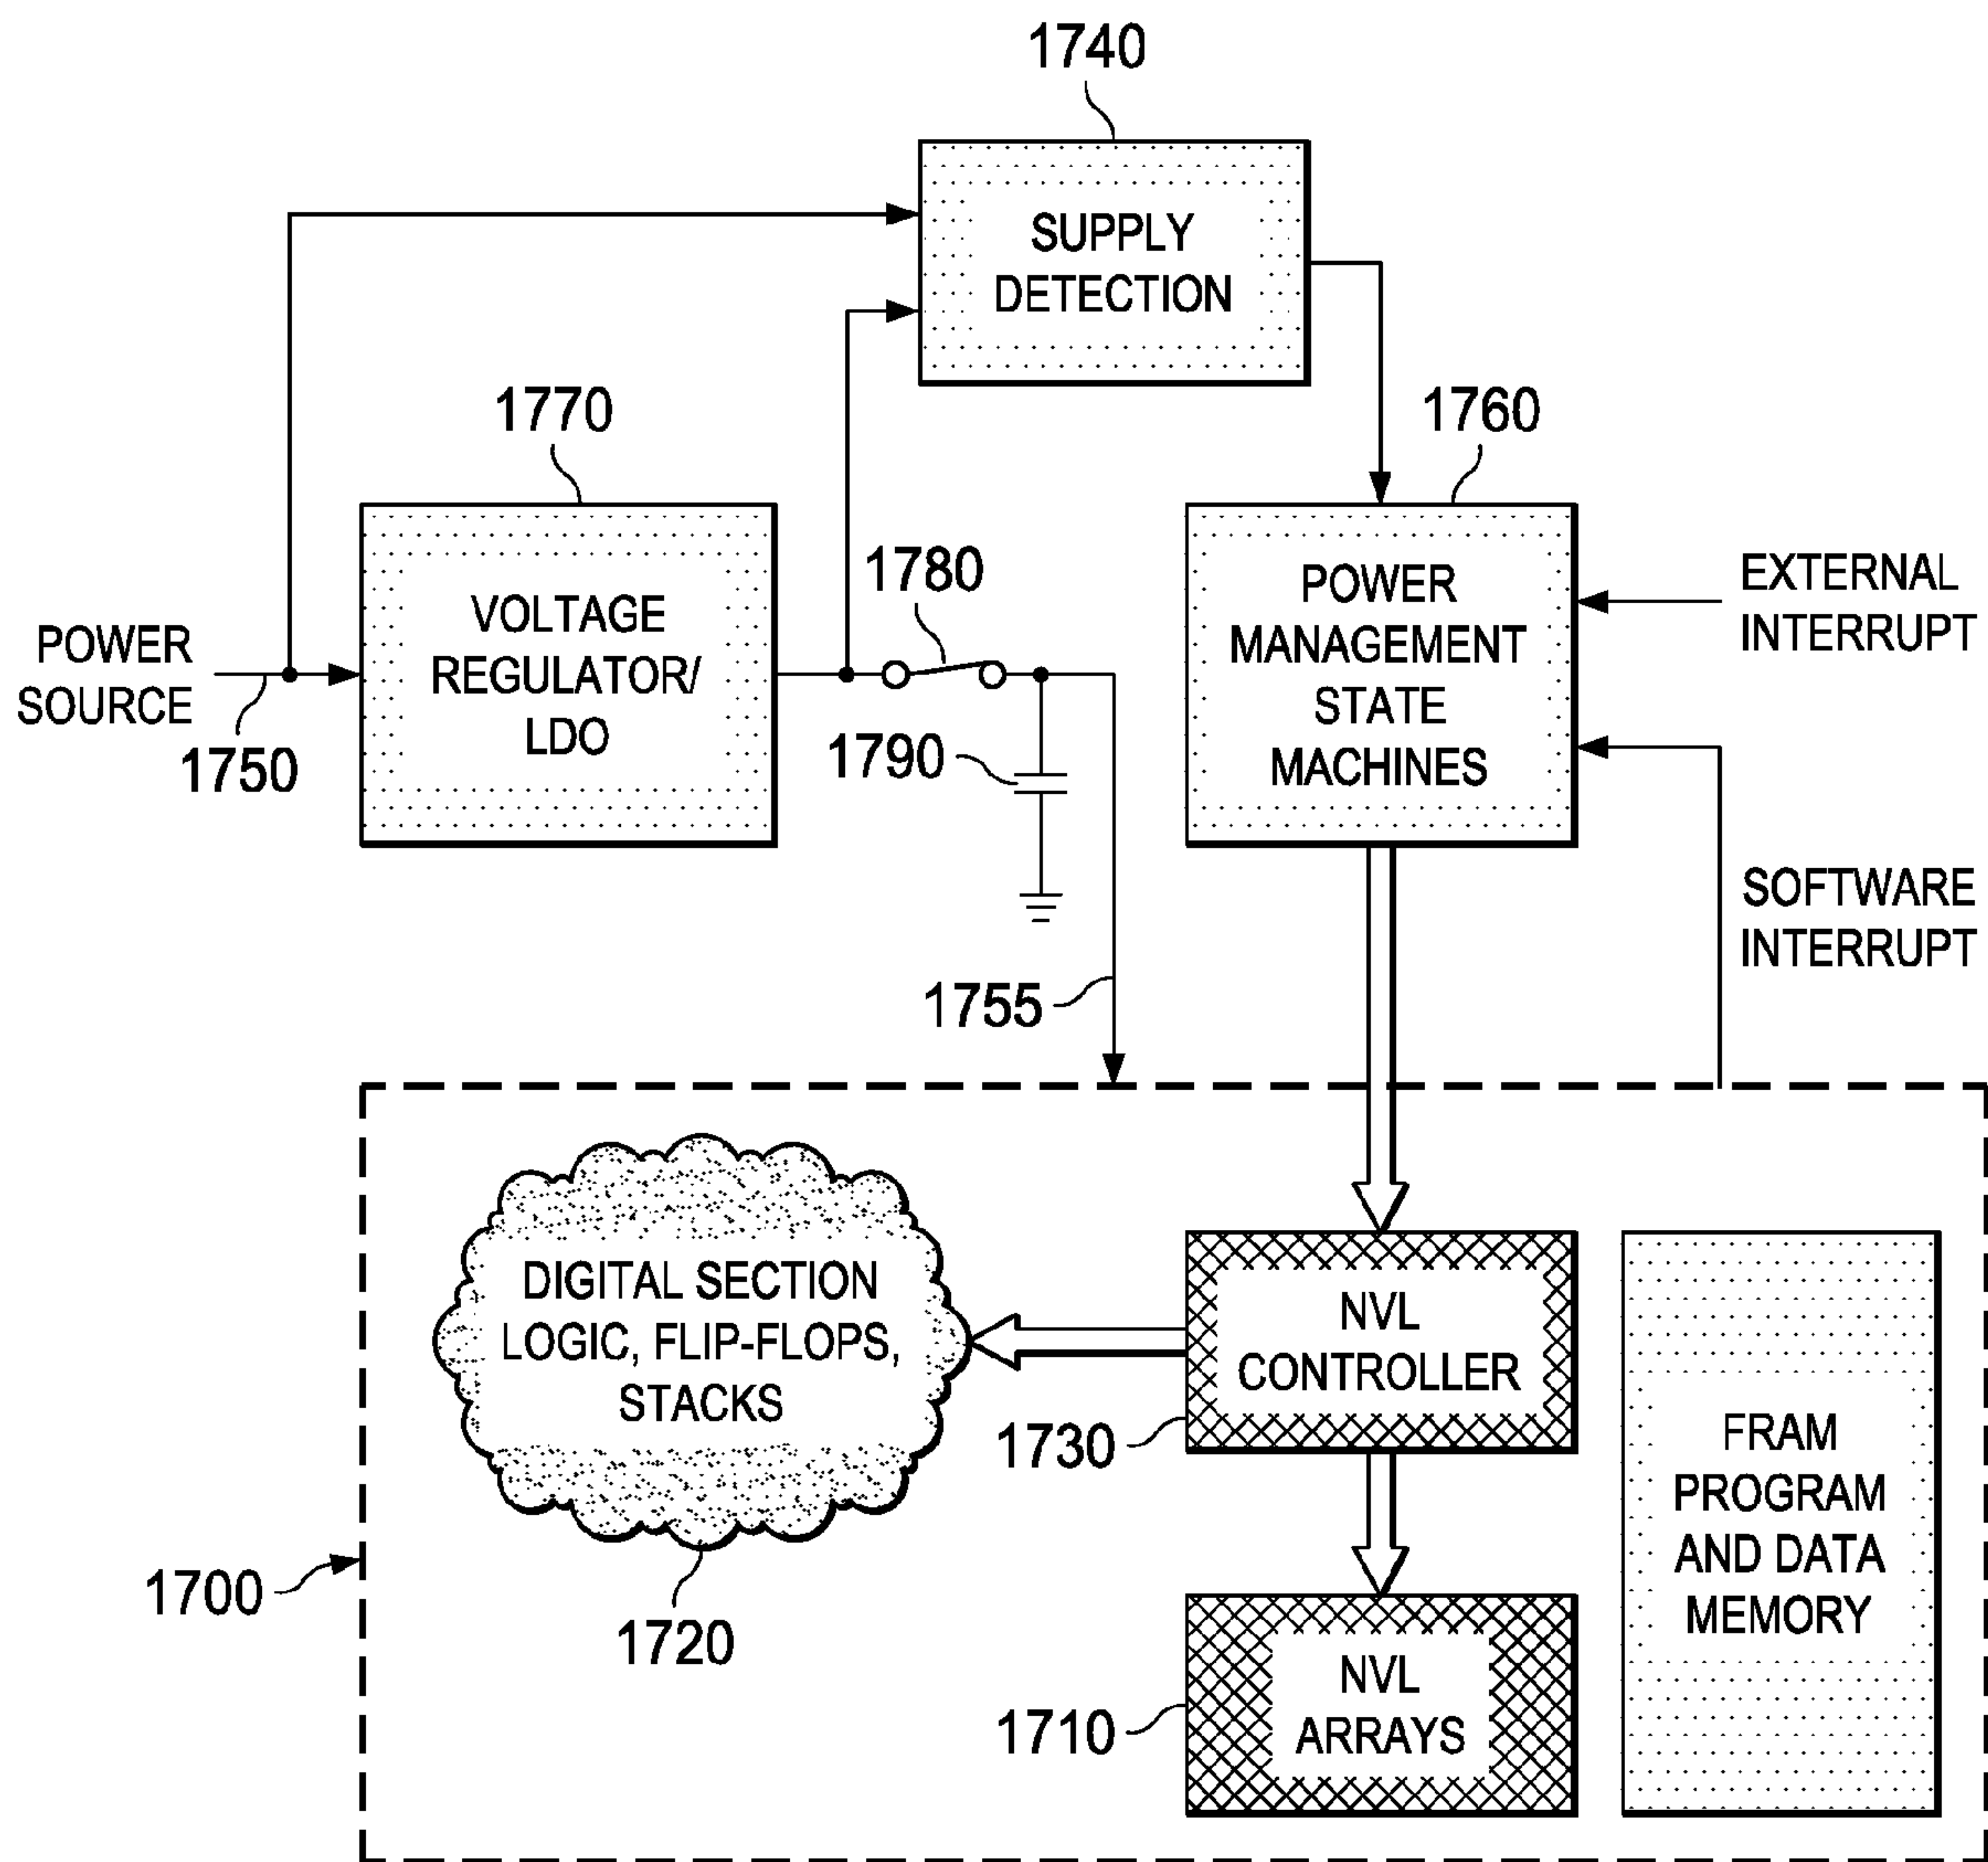 1740
SUPPLY
DETECTION
1770
1760
VOLTAGE
REGULATOR/
LDO
1780
POWER
MANAGEMENT
STATE
MACHINES
EXTERNAL
INTERRUPT
POWER
SOURCE
1750
1790
SOFTWARE
INTERRUPT
1755
DIGITAL SECTION
LOGIC, FLIP-FLOPS,
STACKS
NVL
CONTROLLER
1730
FRAM
PROGRAM
AND DATA
MEMORY
1700
1720
NVL
ARRAYS
1710